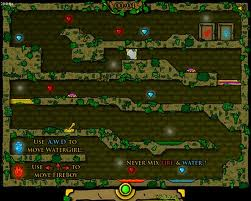 NEVER MIX FIRE & WATER !
USE A,W,D TO
MOVE WATERGIRL
USE
TO
MOVE FIREBOY